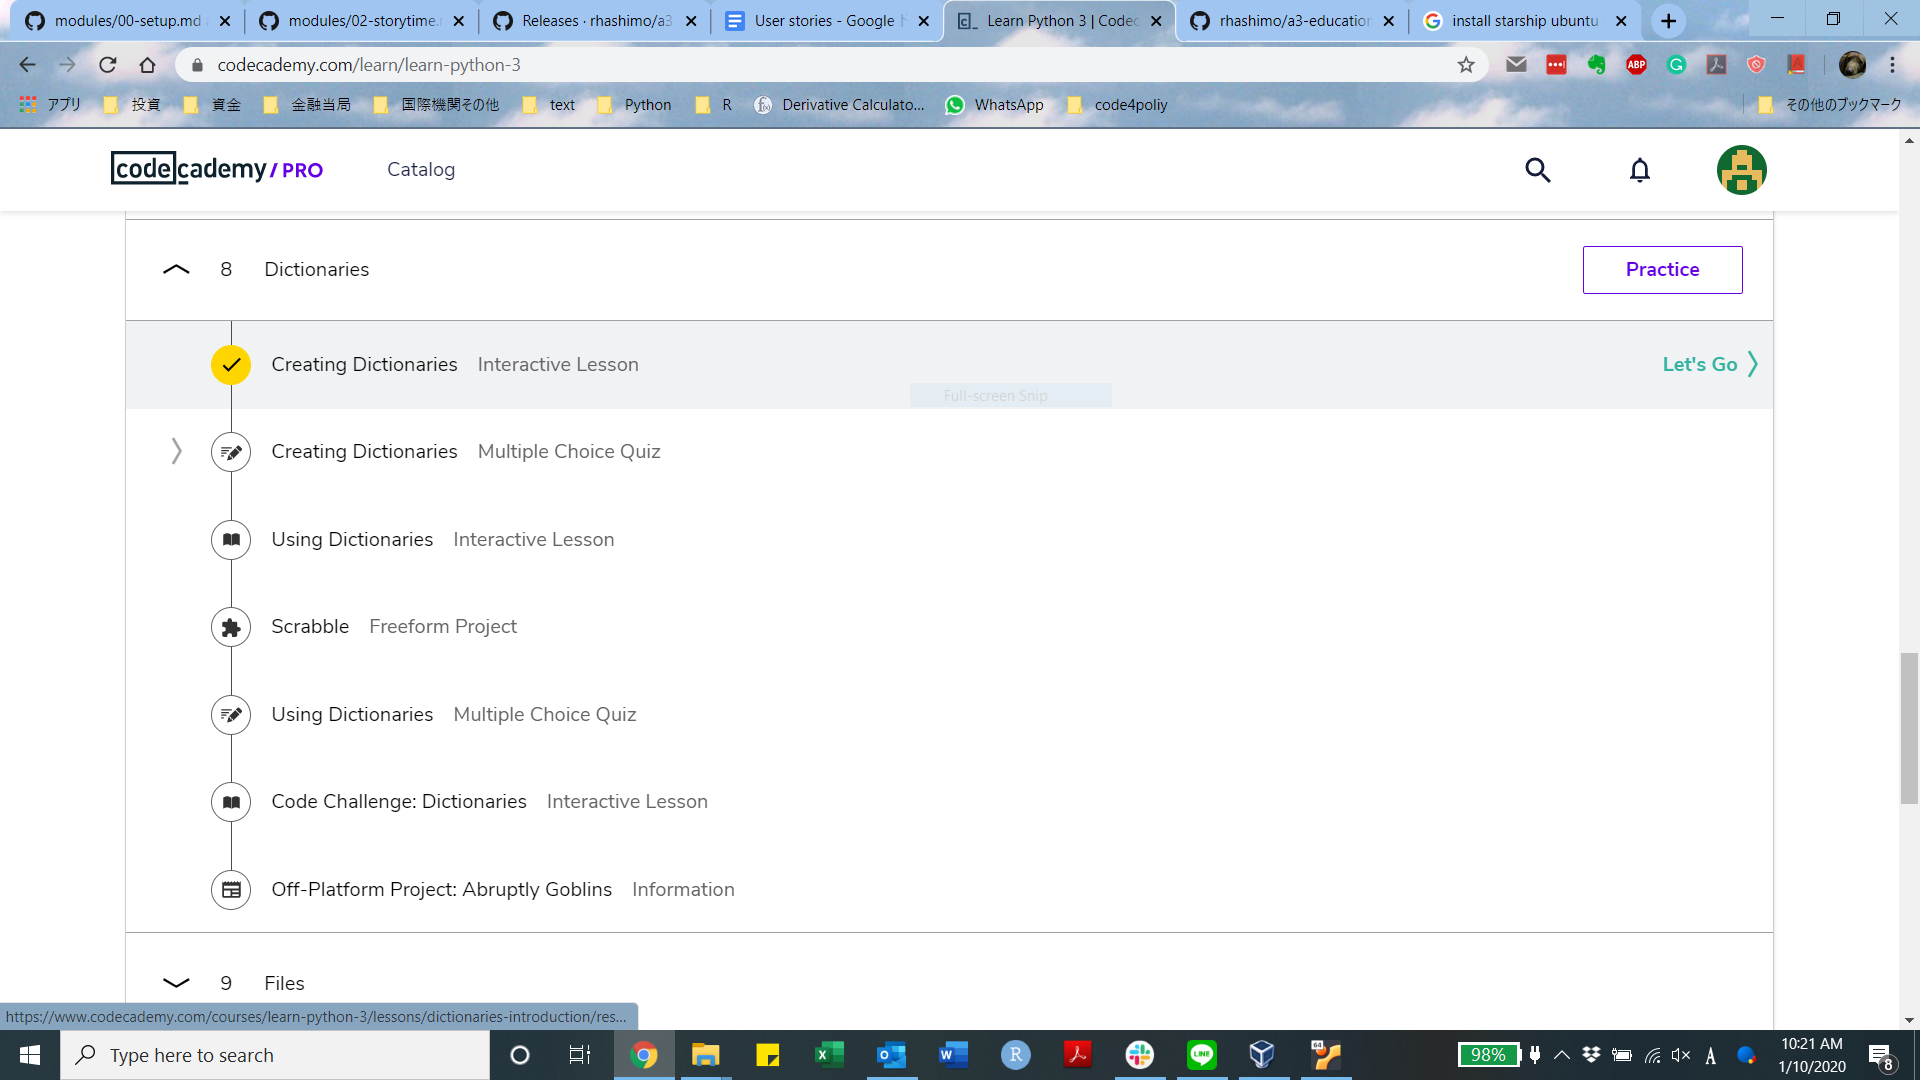 modules/00-setup.md
modules/02-storytime.
Releases · rhashimo/a3
User stories - Google
Learn Python 3 | Codec
rhashimo/a3-education
install starship ubuntu
codecademy.com/learn/learn-python-3
ABP
アプリ
投資
資金
金融当局
国際機関その他
text
Python
R
Derivative Calculato...
WhatsApp
code4poliy
その他のブックマーク
codecademy / PRO
Catalog
8 Dictionaries
Practice
Creating Dictionaries Interactive Lesson
Let's Go
Full-screen Snip
Creating Dictionaries Multiple Choice Quiz
Using Dictionaries Interactive Lesson
Scrabble Freeform Project
Using Dictionaries Multiple Choice Quiz
Code Challenge: Dictionaries Interactive Lesson
Off-Platform Project: Abruptly Goblins Information
9 Files
https://www.codecademy.com/courses/learn-python-3/lessons/dictionaries-introduction/res...
Type here to search
98%
A
10:21 AM
1/10/2020
8